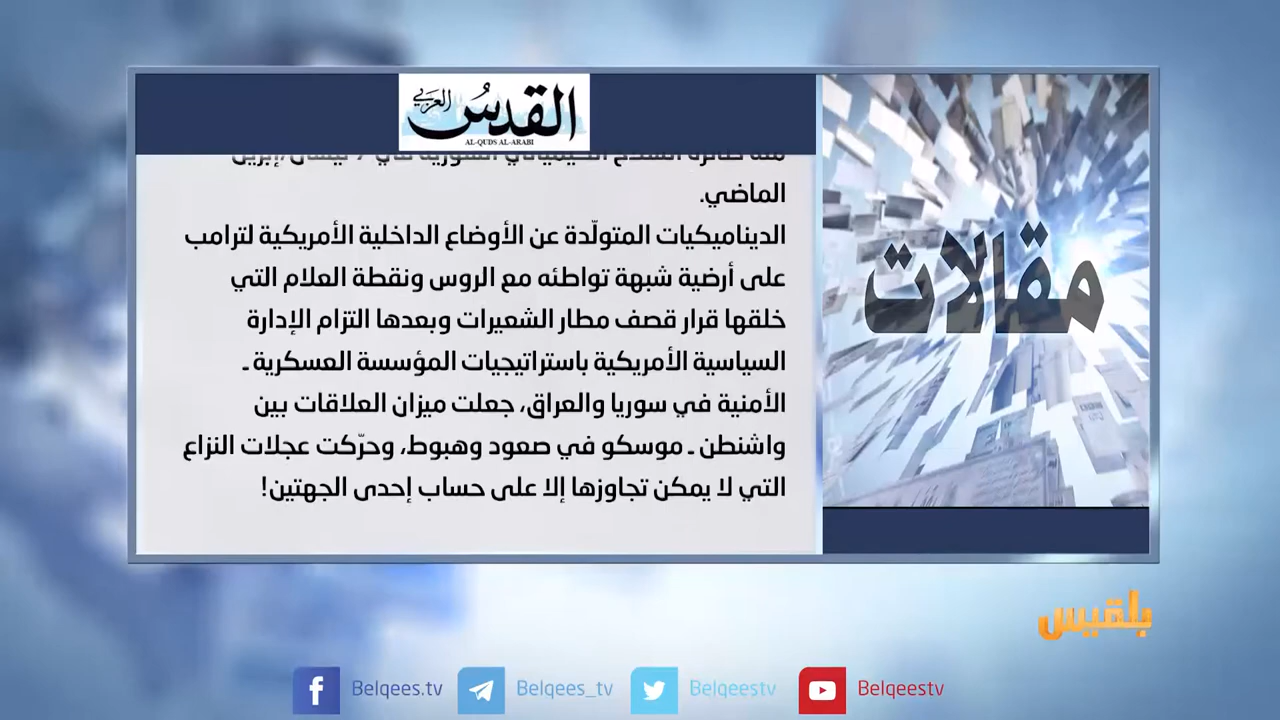 القدس العربي
AL-QUDS AL-ARABI
الماضي.
الديناميكيات المتولّدة عن الأوضاع الداخلية الأمريكية لترامب
على أرضية شبهة تواطئه مع الروس ونقطة العلام التي
خلقها قرار قصف مطار الشعيرات وبعدها التزام الإدارة
السياسية الأمريكية باستراتيجيات المؤسسة العسكرية ـ
الأمنية في سوريا والعراق، جعلت ميزان العلاقات بين
واشنطن ـ موسكو في صعود وهبوط، وحرّكت عجلات النزاع
التي لا يمكن تجاوزها إلا على حساب إحدى الجهتين!
مقالات
بلقيس
Belqees.tv
Belqees_tv
Belqeestv
Belqeestv